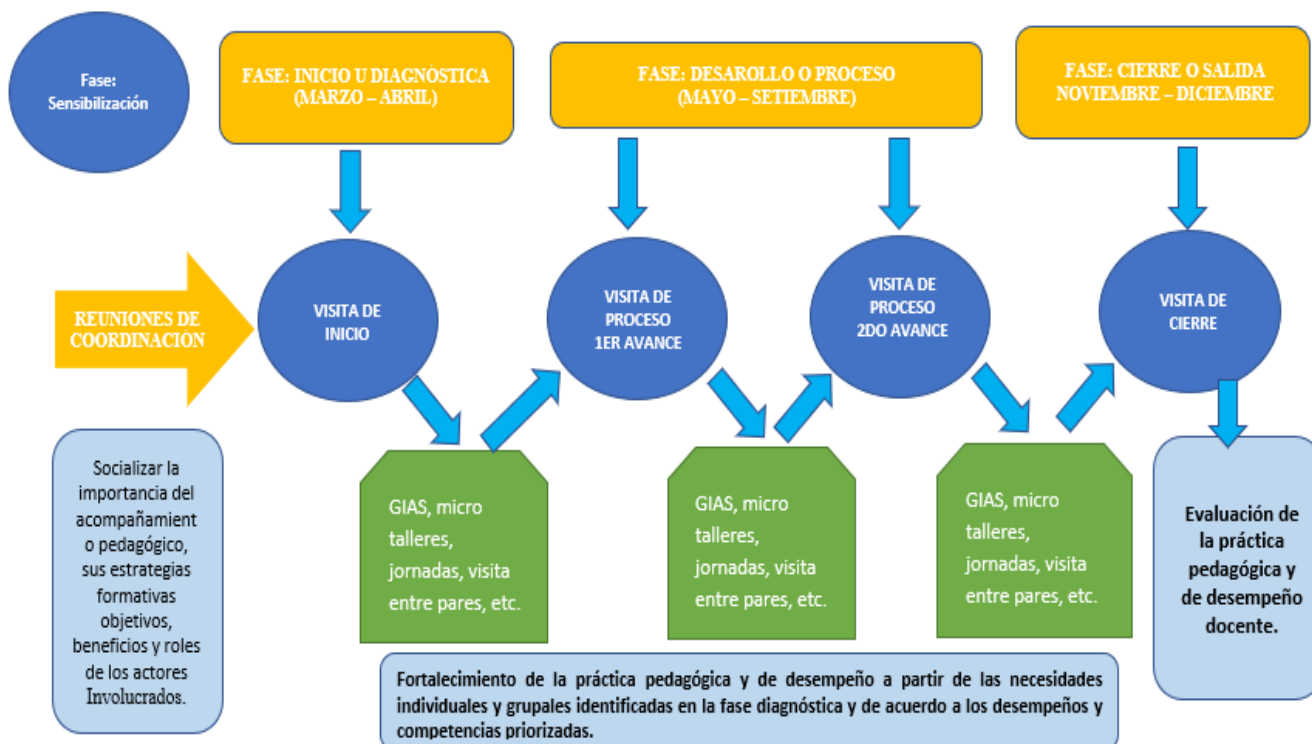 Fase:
Sensibilización
FASE: INICIO U DIAGNÒSTICA
(MARZO – ABRIL)
FASE: DESAROLLO O PROCESO
(MAYO – SETIEMBRE)
FASE: CIERRE O SALIDA
NOVIEMBRE – DICIEMBRE
REUNIONES DE
COORDINACIÒN
VISITA DE
INICIO
VISITA DE
PROCESO
1ER AVANCE
VISITA DE
PROCESO
2DO AVANCE
VISITA DE
CIERRE
Socializar la
importancia del
acompañamient
o pedagógico,
sus estrategias
formativas
objetivos,
beneficios y roles
de los actores
Involucrados.
GIAS, micro
talleres,
jornadas, visita
entre pares, etc.
GIAS, micro
talleres,
jornadas, visita
entre pares, etc.
GIAS, micro
talleres,
jornadas, visita
entre pares, etc.
Evaluación de
la práctica
pedagógica y
de desempeño
docente.
Fortalecimiento de la práctica pedagógica y de desempeño a partir de las necesidades
individuales y grupales identificadas en la fase diagnóstica y de acuerdo a los desempeños y
competencias priorizadas.